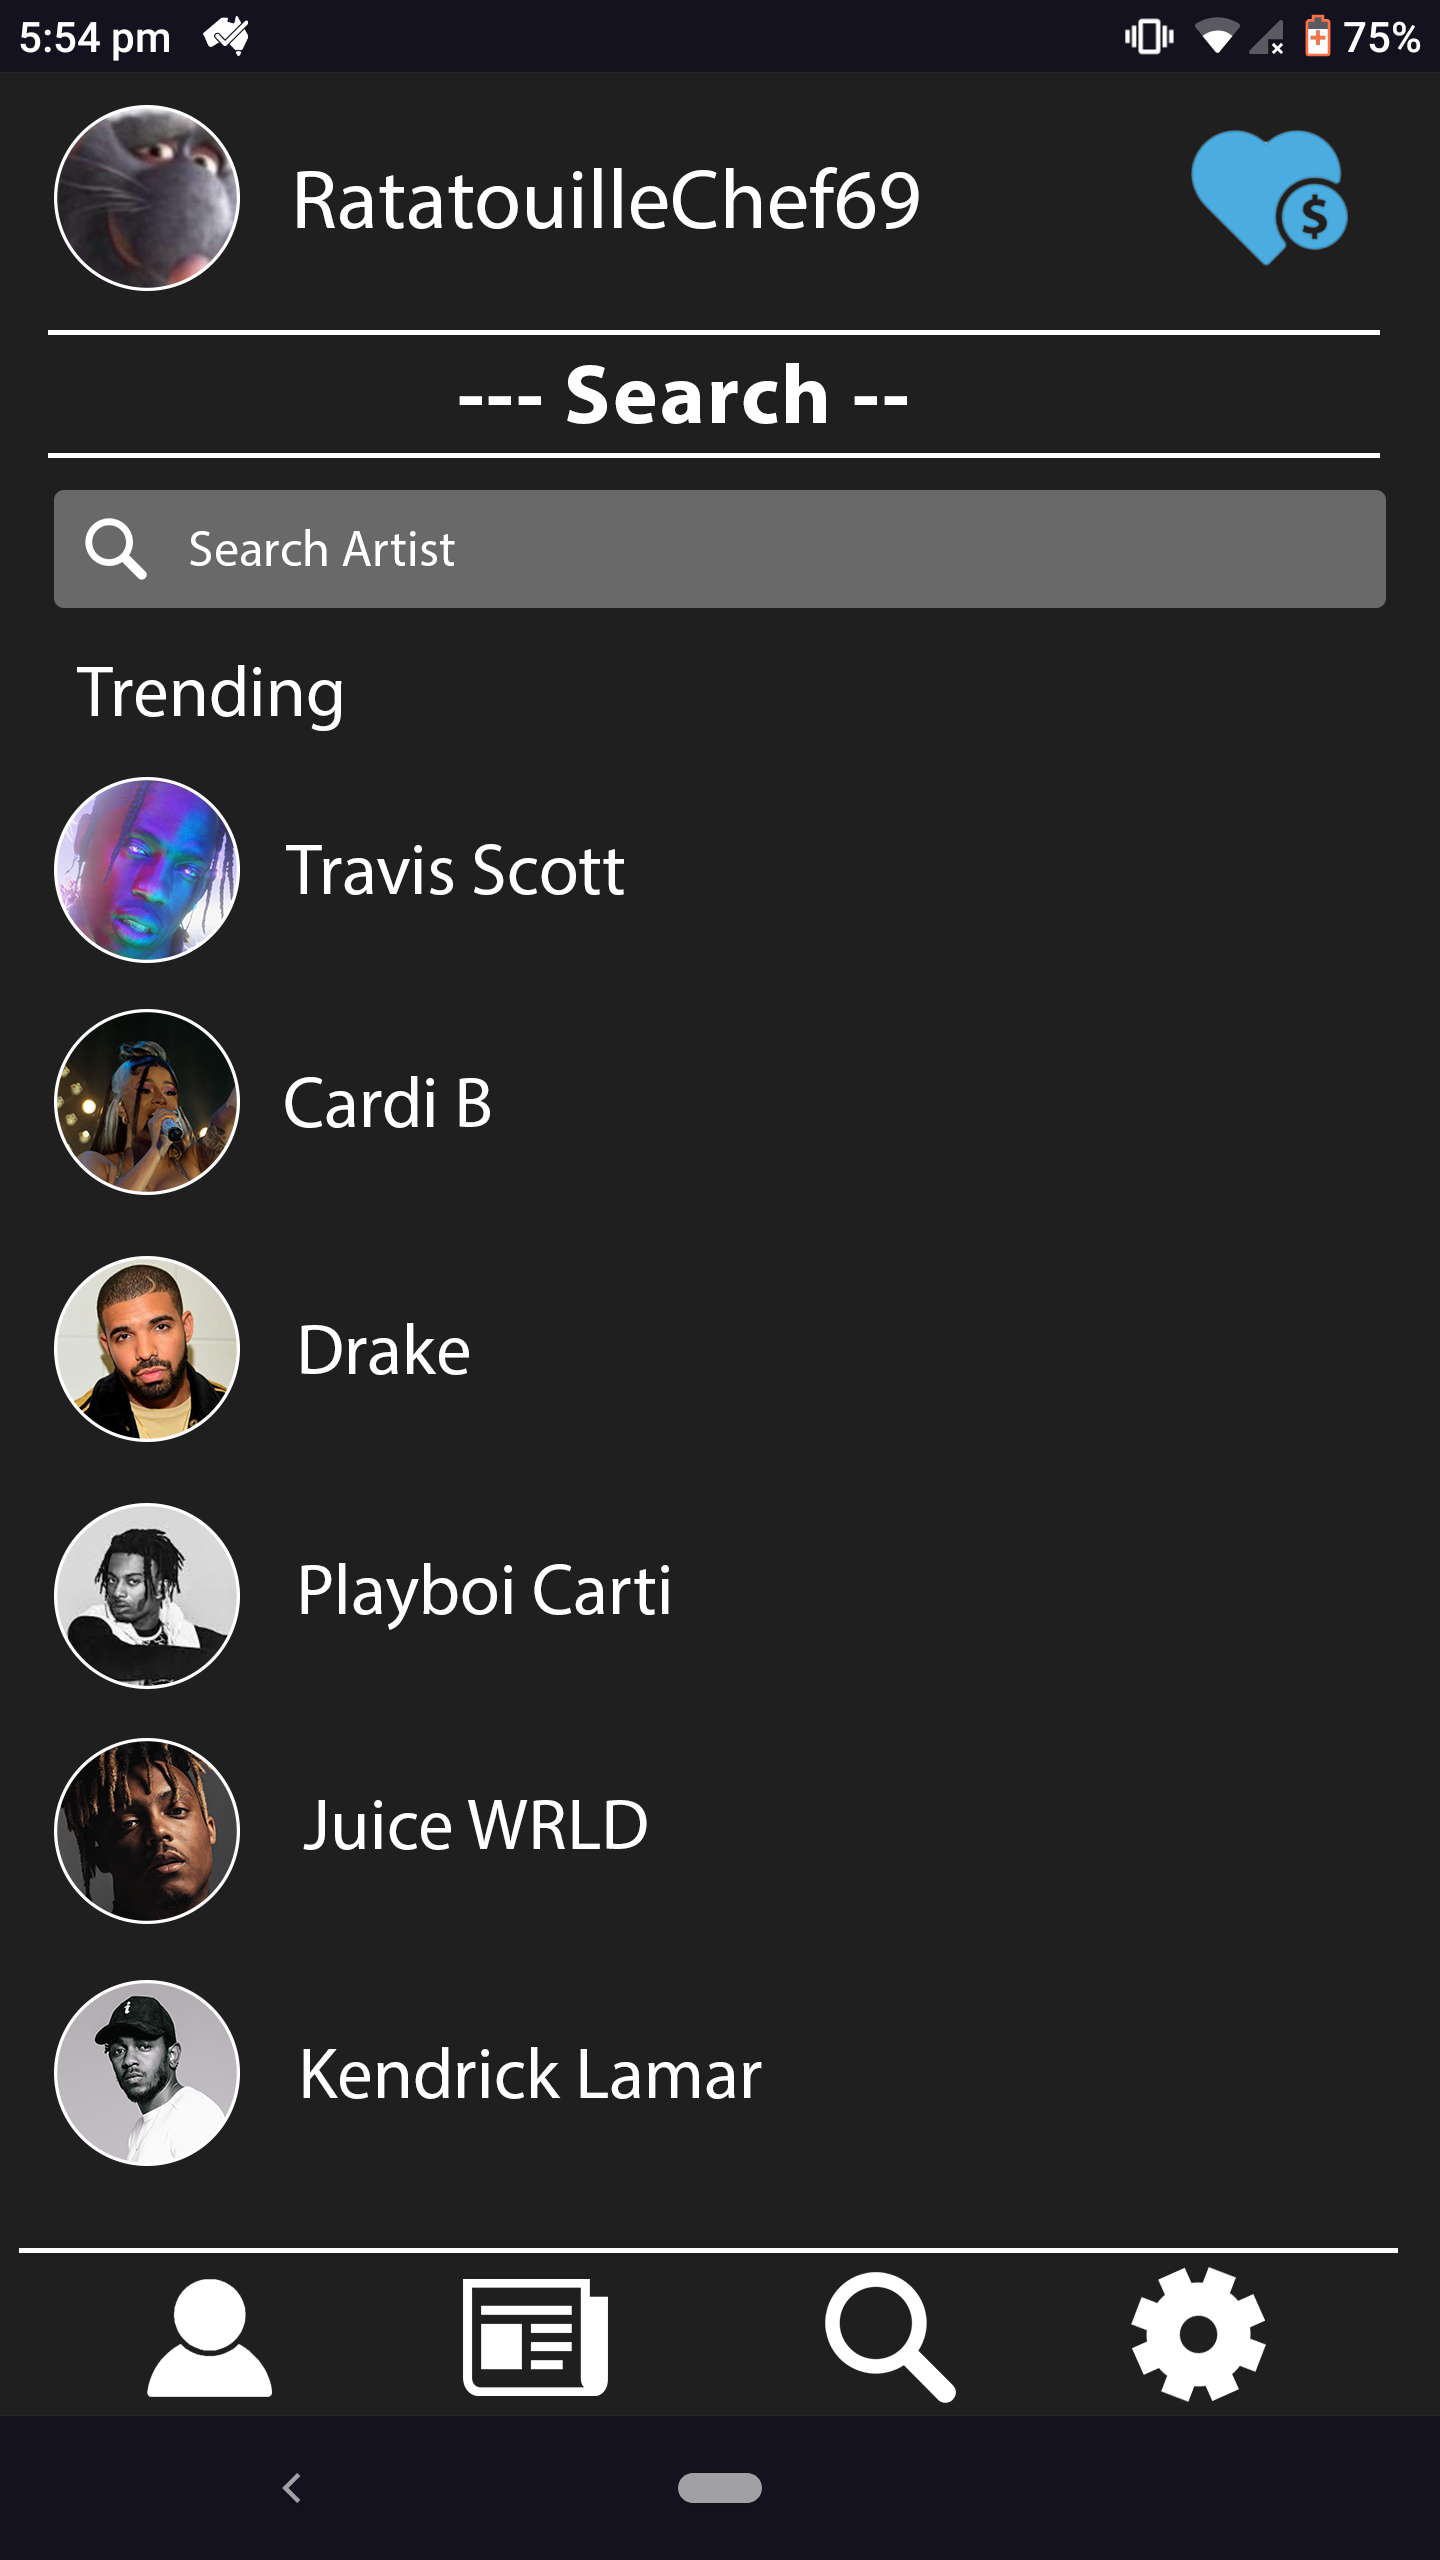 5:54 pm
75%
RatatouilleChef69
$
--- Search --
Search Artist
Trending
Travis Scott
Cardi B
Drake
Playboi Carti
Juice WRLD
Kendrick Lamar